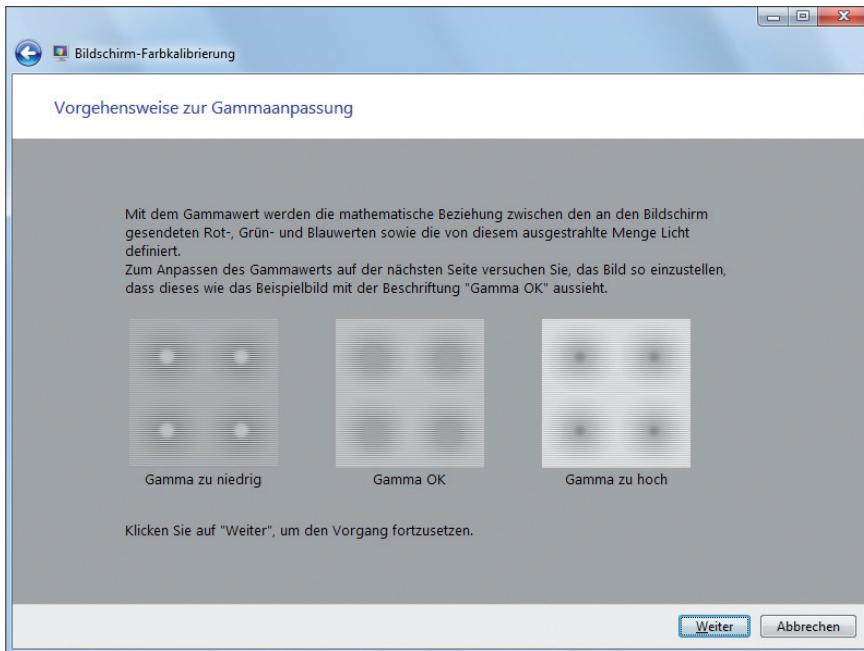 Bildschirm-Farbkalibrierung
Vorgehensweise zur Gammaanpassung
Mit dem Gammawert werden die mathematische Beziehung zwischen den an den Bildschirm
gesendeten Rot-, Grün- und Blauwerten sowie die von diesem ausgestrahlte Menge Licht
definiert.
Zum Anpassen des Gammawerts auf der nächsten Seite versuchen Sie, das Bild so einzustellen,
dass dieses wie das Beispielbild mit der Beschriftung "Gamma OK" aussieht.
Gamma zu niedrig
Gamma OK
Gamma zu hoch
Klicken Sie auf "Weiter", um den Vorgang fortzusetzen.
Weiter
Abbrechen